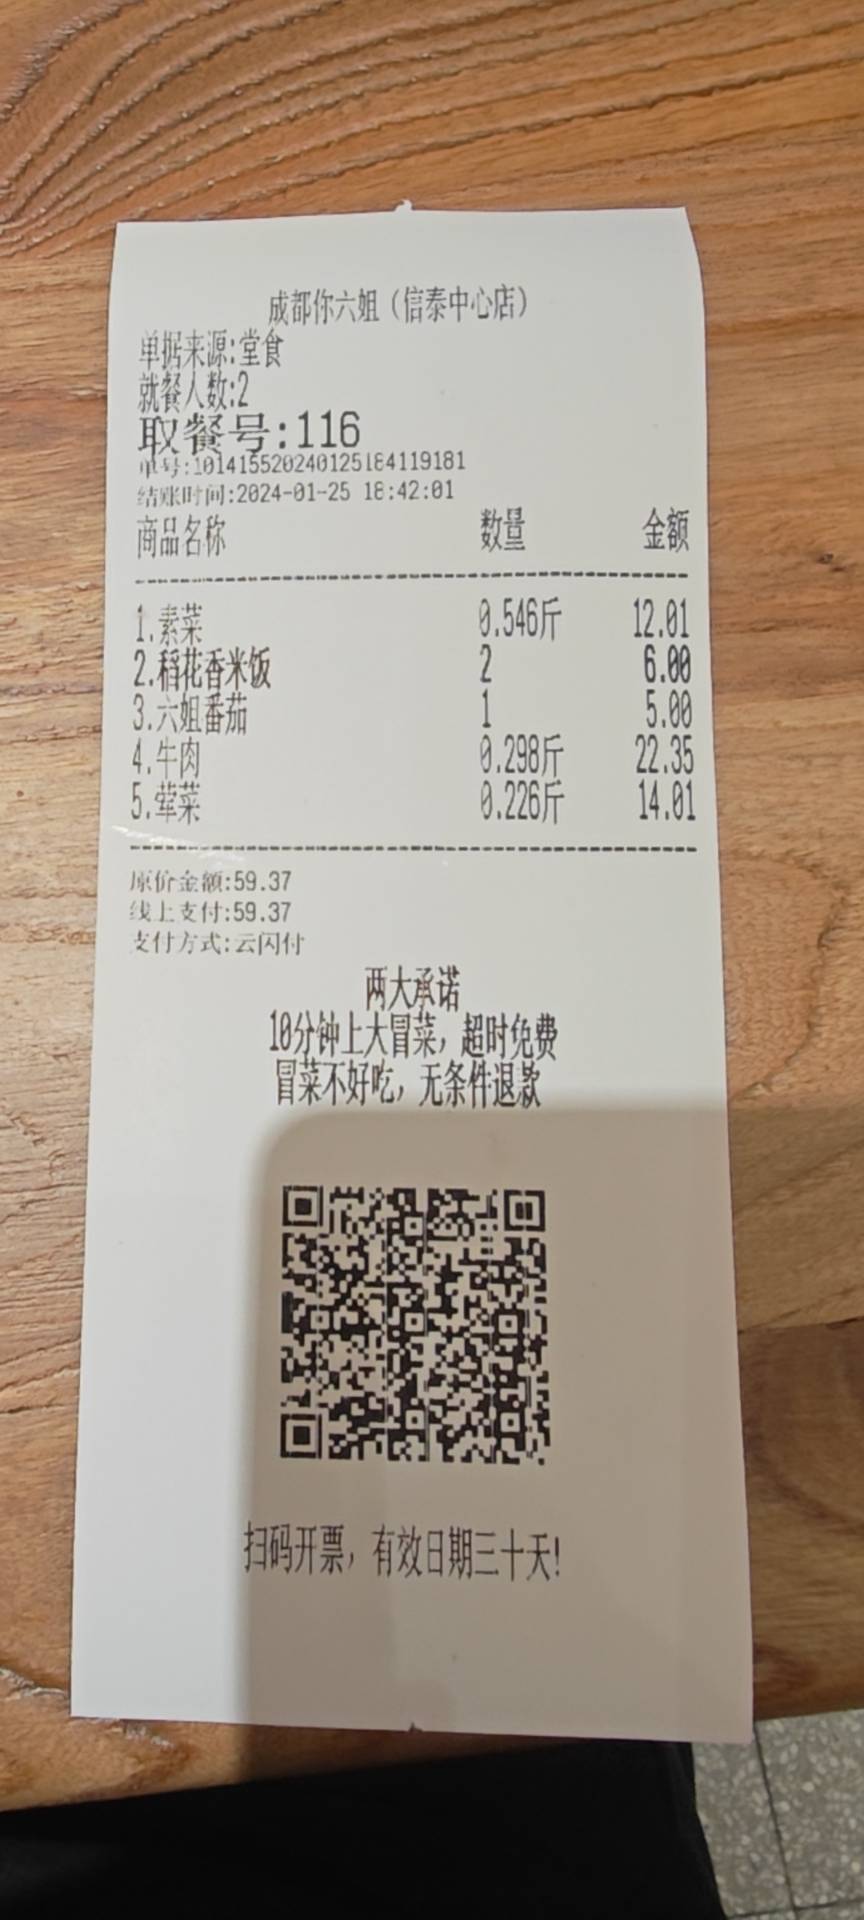 成都你六姐（信泰中心店）
单据来源:堂食
就餐人数:2
取餐号:116
单号:101415520240125184119181
结账时间:2024-01-25 18:42:01
商品名称 数量 金额
1.素菜 0.546斤 12.01
2.稻花香米饭 2 6.00
3.六姐番茄 1 5.00
4.牛肉 0.298斤 22.35
5.荤菜 0.226斤 14.01
原价金额:59.37
线上支付:59.37
支付方式:云闪付
两大承诺
10分钟上大冒菜，超时免费
冒菜不好吃，无条件退款
扫码开票，有效日期三十天!